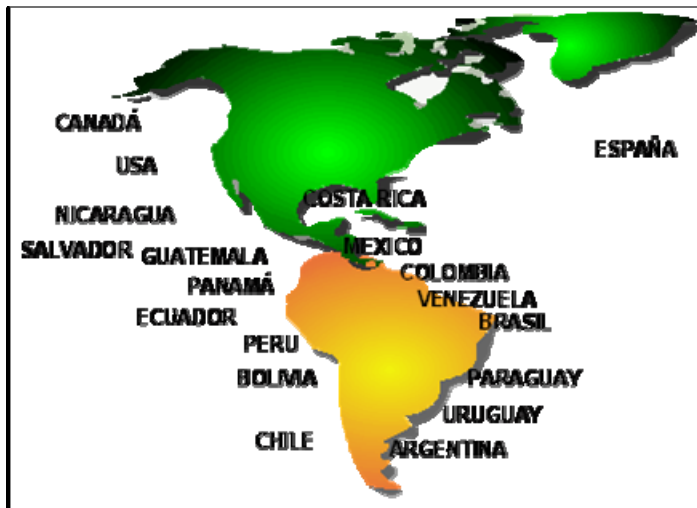 CANADÁ
ESPAÑA
USA
COSTA RICA
NICARAGUA
SALVADOR
GUATEMALA
MEXICO
PANAMÁ
COLOMBIA
VENEZUELA
ECUADOR
BRASIL
PERU
BOLIVIA
PARAGUAY
URUGUAY
CHILE
ARGENTINA